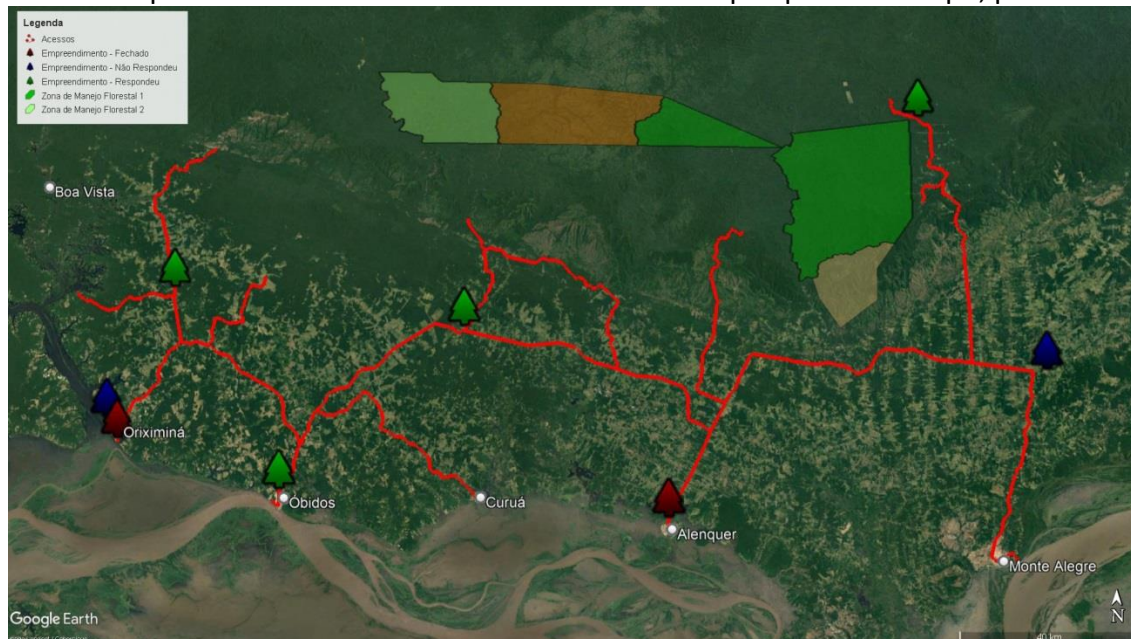 Legenda
Acessos
Empreendimento - Fechado
Empreendimento - Não Respondeu
Empreendimento - Respondeu
Zona de Manejo Florestal 1
Zona de Manejo Florestal 2
Boa Vista
Oriximiná
Óbidos
Curuá
Alenquer
Monte Alegre
Google Earth
N
40 km